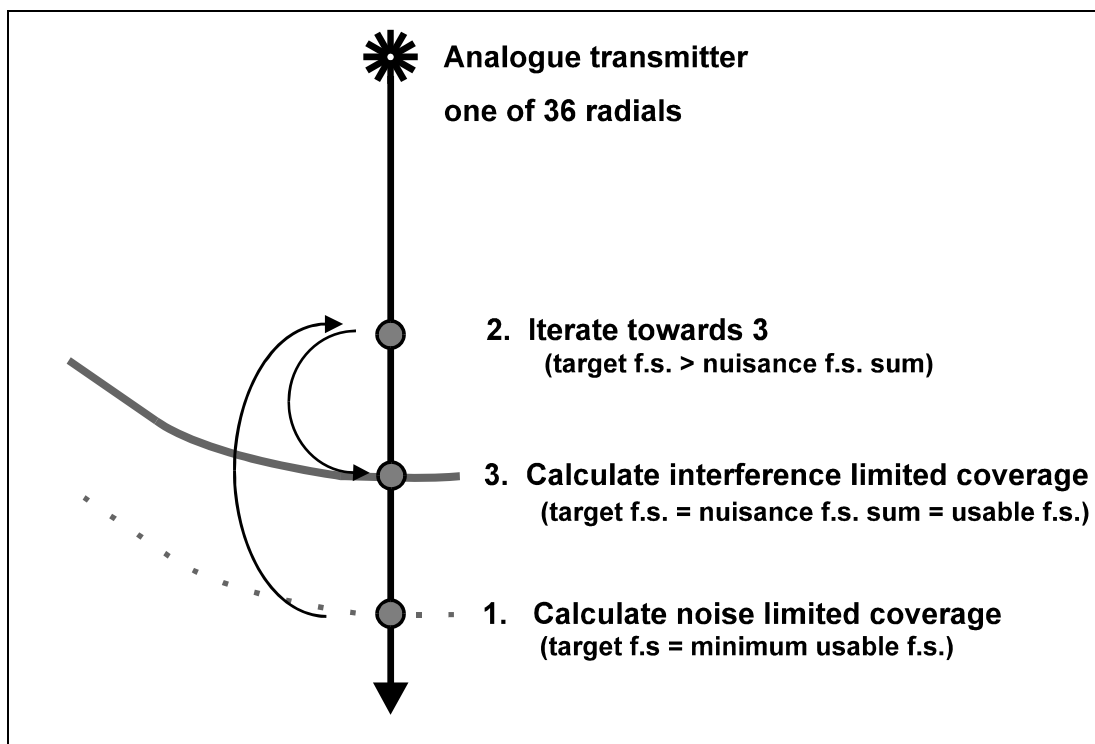 Analogue transmitter
one of 36 radials
2. Iterate towards 3
(target f.s. > nuisance f.s. sum)
3. Calculate interference limited coverage
(target f.s. = nuisance f.s. sum = usable f.s.)
1. Calculate noise limited coverage
(target f.s = minimum usable f.s.)